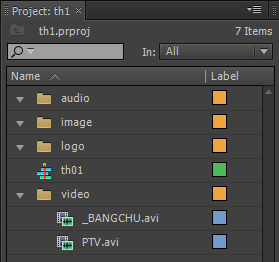 Project: th1
th1.prproj 7 Items
In: All
Name Label
audio
image
logo
th01
video
_BANGCHU.avi
PTV.avi